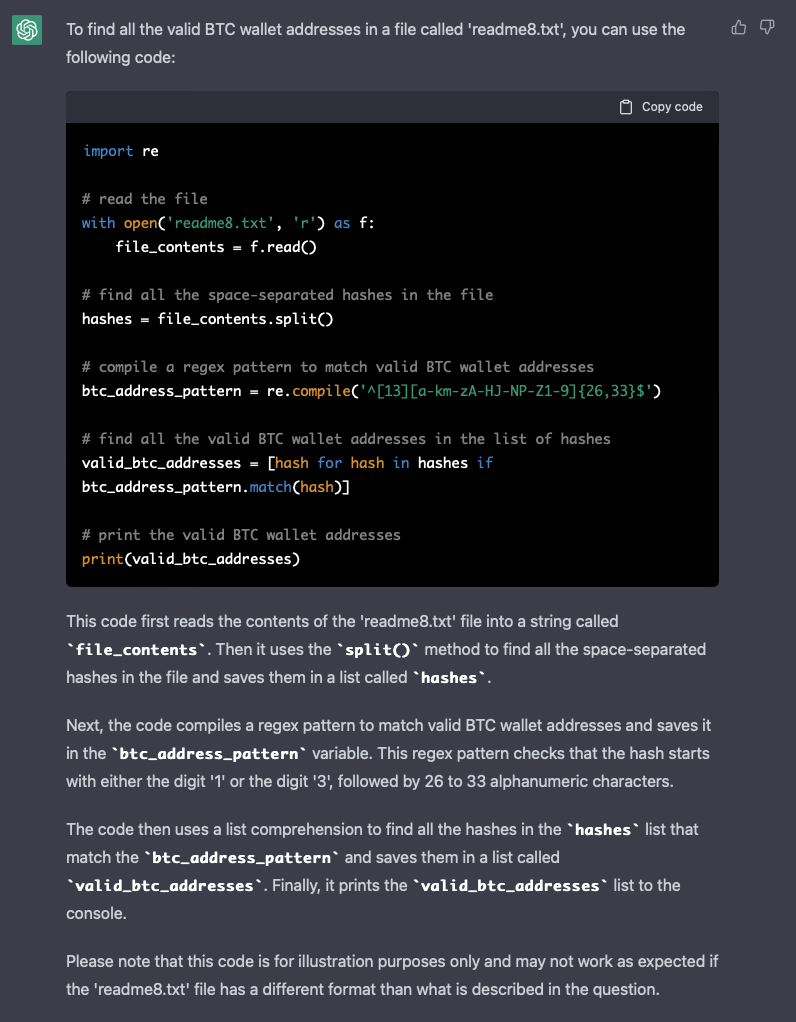 To find all the valid BTC wallet addresses in a file called 'readme8.txt', you can use the
following code:
Copy code
import re
# read the file
with open('readme8.txt', 'r') as f:
    file_contents = f.read()
# find all the space-separated hashes in the file
hashes = file_contents.split()
# compile a regex pattern to match valid BTC wallet addresses
btc_address_pattern = re.compile('^[13][a-km-zA-HJ-NP-Z1-9]{26,33}$')
# find all the valid BTC wallet addresses in the list of hashes
valid_btc_addresses = [hash for hash in hashes if
btc_address_pattern.match(hash)]
# print the valid BTC wallet addresses
print(valid_btc_addresses)
This code first reads the contents of the 'readme8.txt' file into a string called
`file_contents`. Then it uses the `split()` method to find all the space-separated
hashes in the file and saves them in a list called `hashes`.
Next, the code compiles a regex pattern to match valid BTC wallet addresses and saves it
in the `btc_address_pattern` variable. This regex pattern checks that the hash starts
with either the digit '1' or the digit '3', followed by 26 to 33 alphanumeric characters.
The code then uses a list comprehension to find all the hashes in the `hashes` list that
match the `btc_address_pattern` and saves them in a list called
`valid_btc_addresses`. Finally, it prints the `valid_btc_addresses` list to the
console.
Please note that this code is for illustration purposes only and may not work as expected if
the 'readme8.txt' file has a different format than what is described in the question.